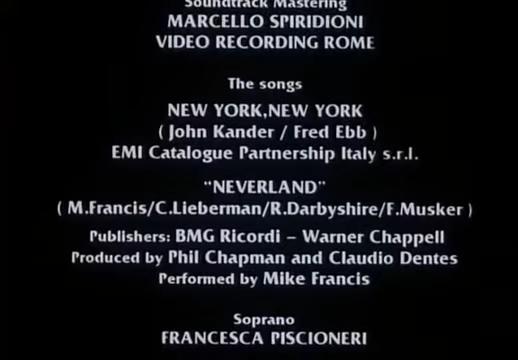 Soundtrack Mastering
MARCELLO SPIRIDIONI
VIDEO RECORDING ROME
The songs
NEW YORK,NEW YORK
( John Kander / Fred Ebb )
EMI Catalogue Partnership Italy s.r.l.
“NEVERLAND”
( M.Francis/C.Lieberman/R.Darbyshire/F.Musker )
Publishers: BMG Ricordi – Warner Chappell
Produced by Phil Chapman and Claudio Dentes
Performed by Mike Francis
Soprano
FRANCESCA PISCIONERI